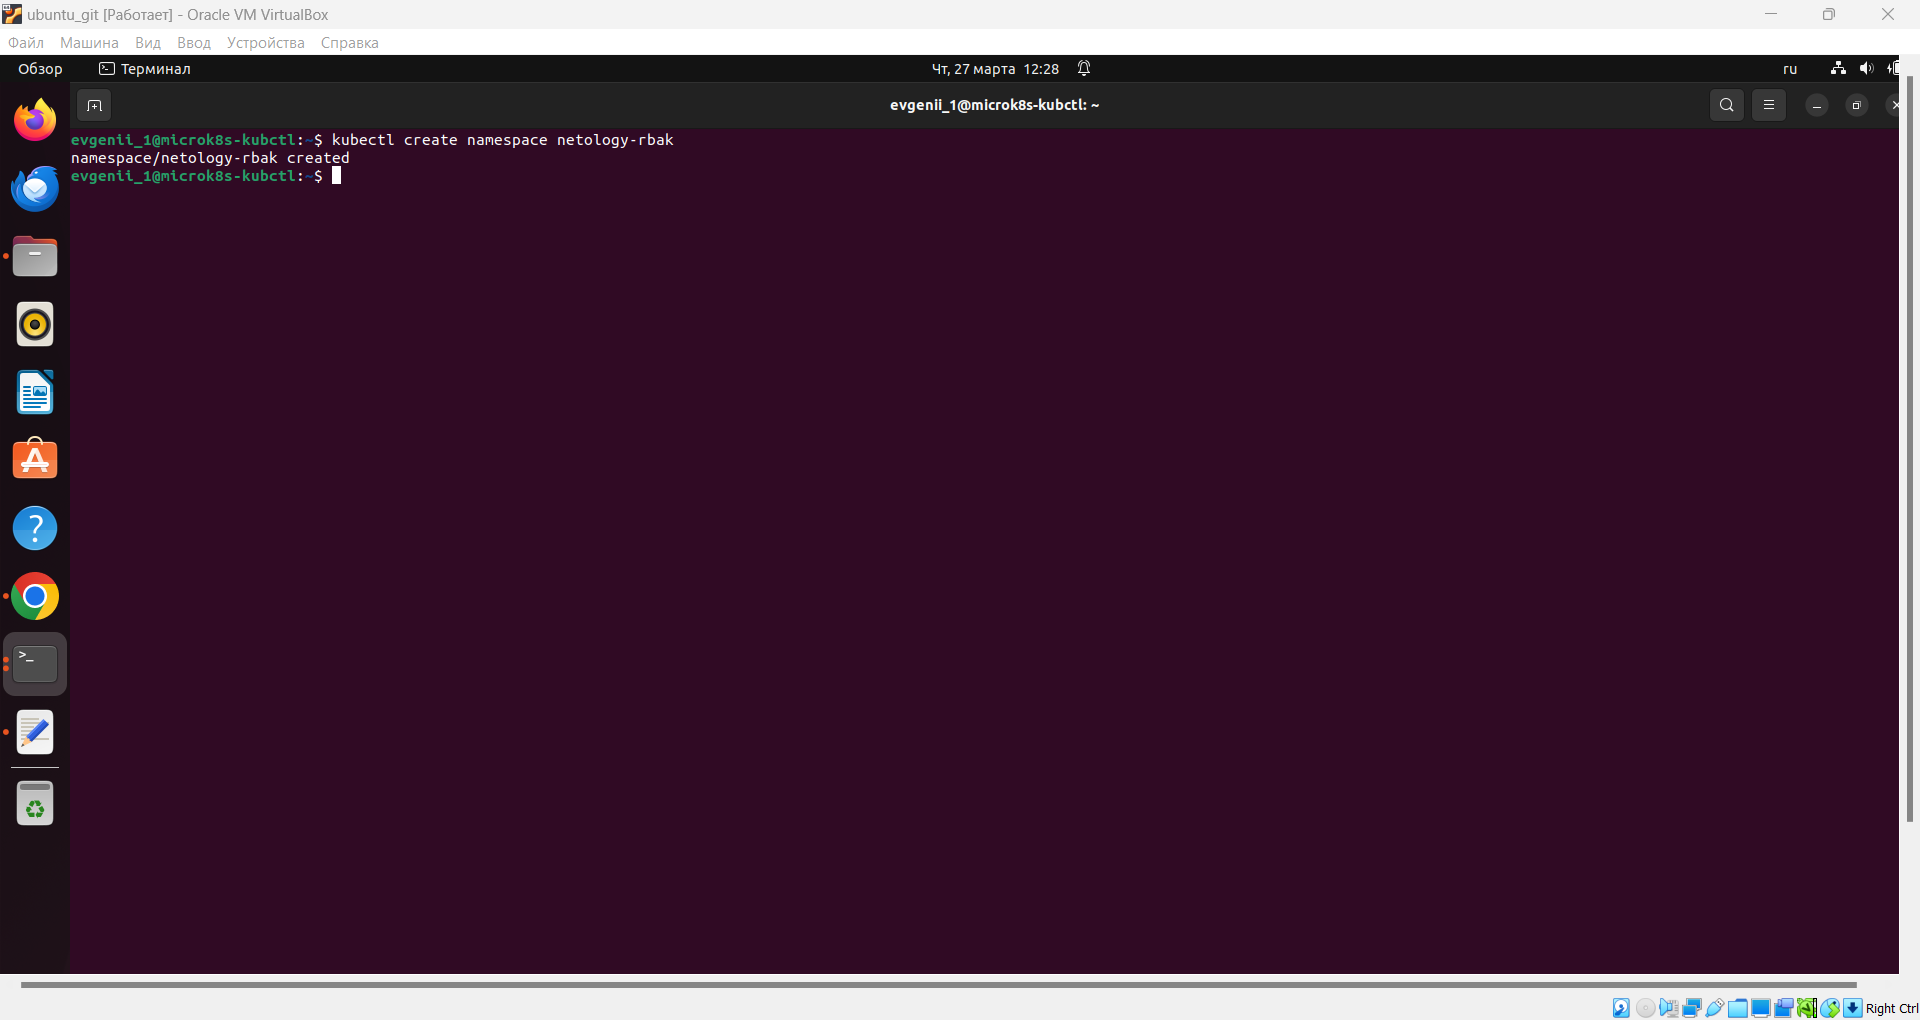 ubuntu_git [Работает] - Oracle VM VirtualBox
Файл Машина Вид Ввод Устройства Справка
Обзор Терминал Чт, 27 марта 12:28 ru
evgenii_1@microk8s-kubctl: ~
evgenii_1@microk8s-kubctl:~$ kubectl create namespace netology-rbak
namespace/netology-rbak created
evgenii_1@microk8s-kubctl:~$
Right Ctrl